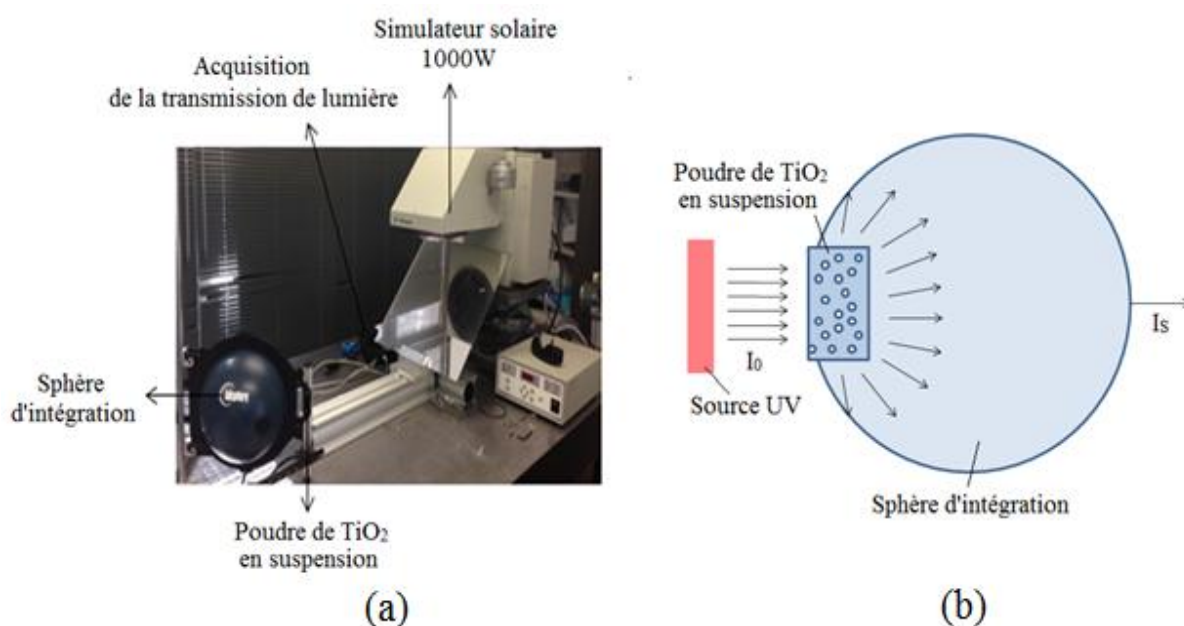 Simulateur solaire
1000W
Acquisition
de la transmission de lumière
Sphère
d'intégration
Poudre de TiO2
en suspension
(a)
Poudre de TiO2
en suspension
I0
Source UV
IS
Sphère d'intégration
(b)